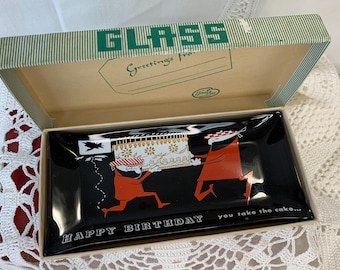 GLASS
Greetings from
HAPPY BIRTHDAY you take the cake...